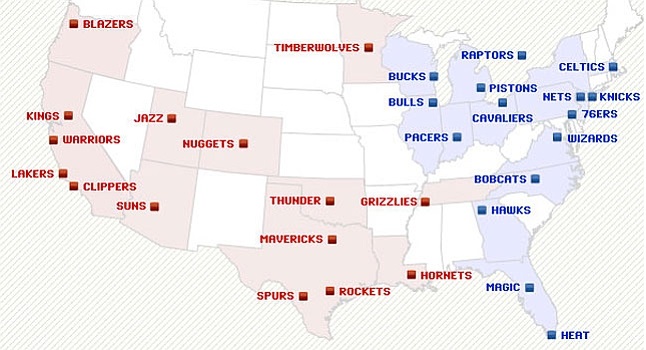 BLAZERS
TIMBERWOLVES
RAPTORS
CELTICS
BUCKS
PISTONS
NETS
KNICKS
BULLS
CAVALIERS
76ERS
KINGS
JAZZ
WARRIORS
NUGGETS
PACERS
WIZARDS
LAKERS
CLIPPERS
BOBCATS
SUNS
THUNDER
GRIZZLIES
HAWKS
MAVERICKS
HORNETS
SPURS
ROCKETS
MAGIC
HEAT